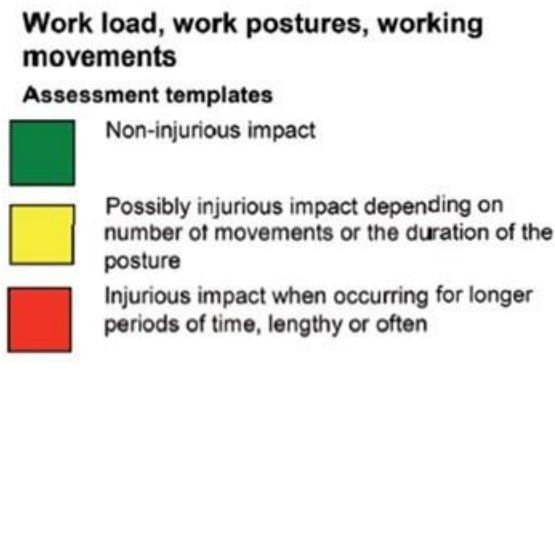 Work load, work postures, working
movements
Assessment templates
Non-injurious impact
Possibly injurious impact depending on
number of movements or the duration of the
posture
Injurious impact when occurring for longer
periods of time, lengthy or often